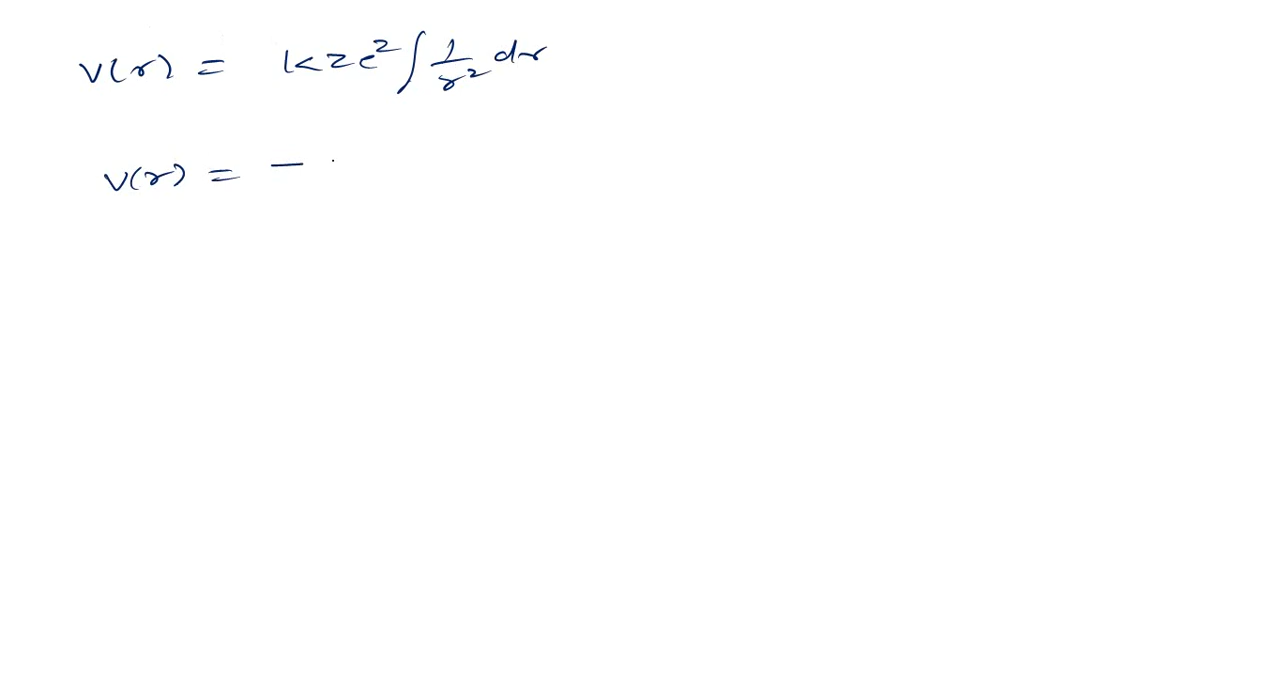 V(r) = kze² ∫ 1/r² dr
V(r) = −